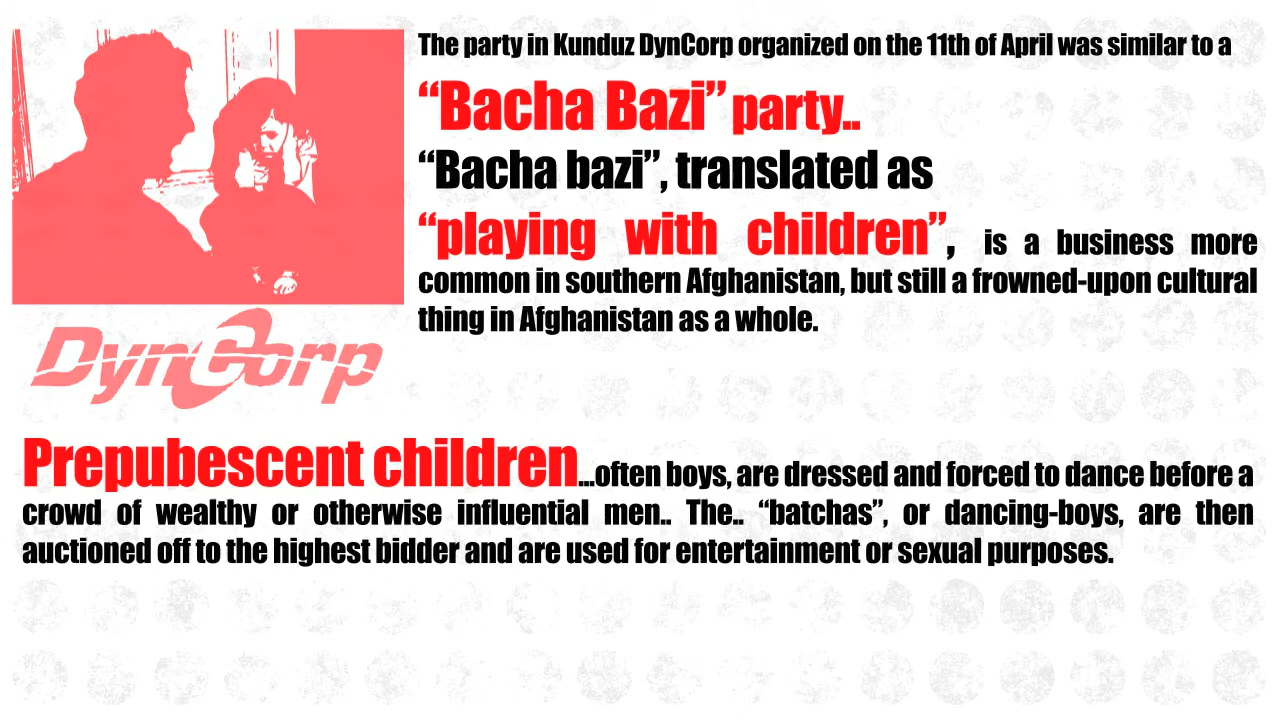 The party in Kunduz DynCorp organized on the 11th of April was similar to a
“Bacha Bazi” party..
“Bacha bazi”, translated as
“playing with children”, is a business more
common in southern Afghanistan, but still a frowned-upon cultural
thing in Afghanistan as a whole.
DynCorp
Prepubescent children...often boys, are dressed and forced to dance before a
crowd of wealthy or otherwise influential men.. The.. “batchas”, or dancing-boys, are then
auctioned off to the highest bidder and are used for entertainment or sexual purposes.